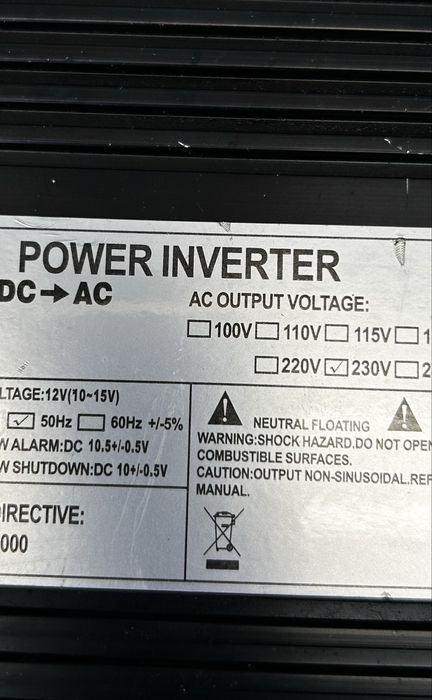 POWER INVERTER
DC→AC
AC OUTPUT VOLTAGE:
☐100V☐110V☐115V☐
☐220V☑230V☐
LTAGE:12V(10~15V)
☑ 50Hz ☐ 60Hz +/-5%
W ALARM:DC 10.5+/-0.5V
W SHUTDOWN:DC 10+/-0.5V
NEUTRAL FLOATING
WARNING:SHOCK HAZARD.DO NOT OPEN
COMBUSTIBLE SURFACES.
CAUTION:OUTPUT NON-SINUSOIDAL.REF
MANUAL.
IRECTIVE:
000